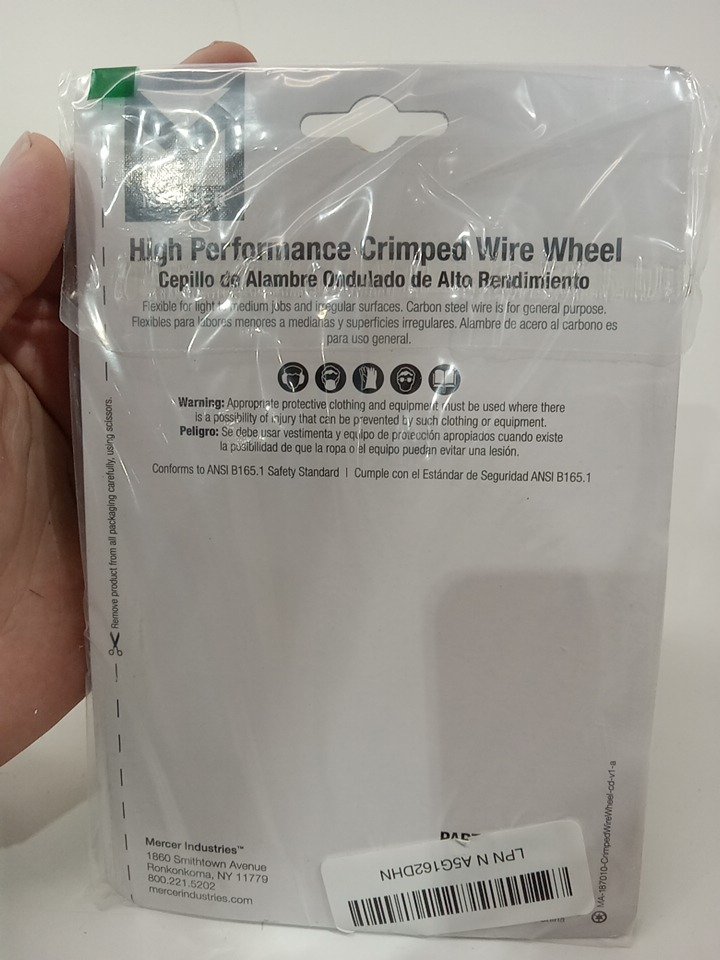 High Performance Crimped Wire Wheel
Cepillo de Alambre Ondulado de Alto Rendimiento
Flexible for light to medium jobs and irregular surfaces. Carbon steel wire is for general purpose.
Flexibles para labores menores a medianas y superficies irregulares. Alambre de acero al carbono es
para uso general.
Warning: Appropriate protective clothing and equipment must be used where there
is a possibility of injury that can be prevented by such clothing or equipment.
Peligro: Se debe usar vestimenta y equipo de protección apropiados cuando existe
la posibilidad de que la ropa o el equipo puedan evitar una lesión.
Conforms to ANSI B165.1 Safety Standard | Cumple con el Estándar de Seguridad ANSI B165.1
Remove product from all packaging carefully, using scissors.
Mercer Industries™
1860 Smithtown Avenue
Ronkonkoma, NY 11779
800.221.5202
mercerindustries.com
LPN N A5G162DHN
MA-187010-CrimpedWireWheel-cd-v1-a